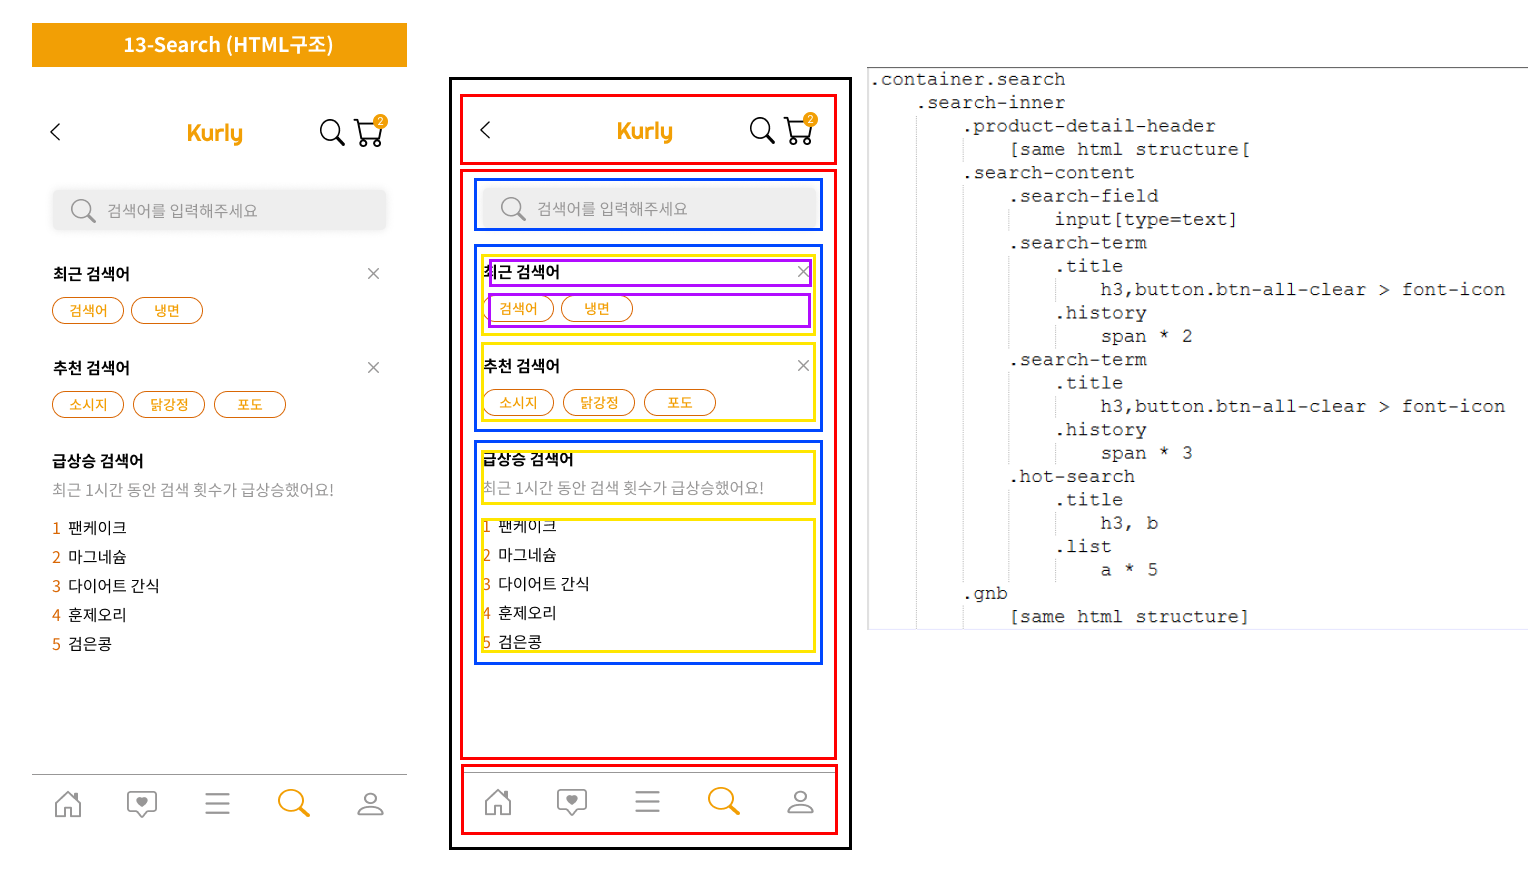 13-Search (HTML구조)
Kurly
2
검색어를 입력해주세요
최근 검색어
검색어
냉면
추천 검색어
소시지
닭강정
포도
급상승 검색어
최근 1시간 동안 검색 횟수가 급상승했어요!
1 팬케이크
2 마그네슘
3 다이어트 간식
4 훈제오리
5 검은콩
Kurly
2
검색어를 입력해주세요
최근 검색어
검색어
냉면
추천 검색어
소시지
닭강정
포도
급상승 검색어
최근 1시간 동안 검색 횟수가 급상승했어요!
1 팬케이크
2 마그네슘
3 다이어트 간식
4 훈제오리
5 검은콩
.container.search
.search-inner
.product-detail-header
[same html structure[
.search-content
.search-field
input[type=text]
.search-term
.title
h3,button.btn-all-clear > font-icon
.history
span * 2
.search-term
.title
h3,button.btn-all-clear > font-icon
.history
span * 3
.hot-search
.title
h3, b
.list
a * 5
.gnb
[same html structure]